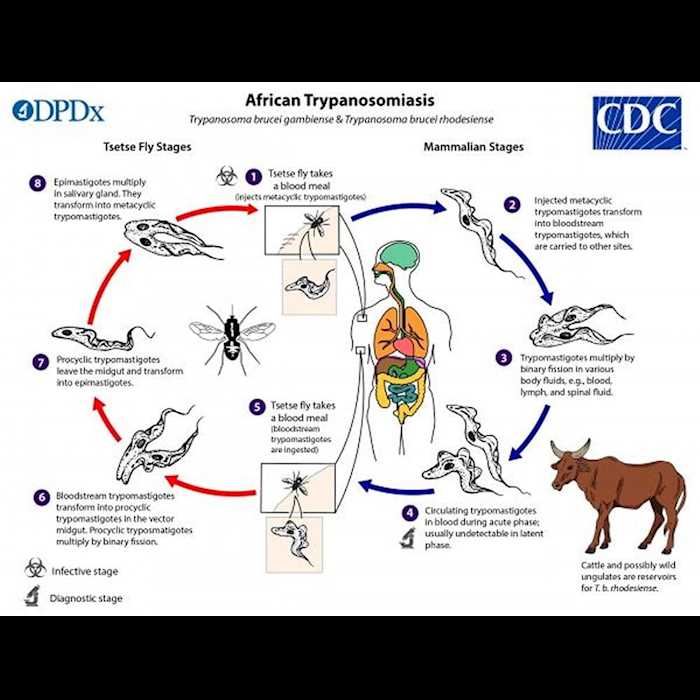 DPDx
African Trypanosomiasis
Trypanosoma brucei gambiense & Trypanosoma brucei rhodesiense
CDC
Tsetse Fly Stages
Mammalian Stages
1
Tsetse fly takes
a blood meal
(injects metacyclic trypomastigotes)
2
Injected metacyclic
trypomastigotes transform
into bloodstream
trypomastigotes, which
are carried to other sites.
3
Trypomastigotes multiply by
binary fission in various
body fluids, e.g., blood,
lymph, and spinal fluid.
4
Circulating trypomastigotes
in blood during acute phase;
usually undetectable in latent
phase.
5
Tsetse fly takes
a blood meal
(bloodstream
trypomastigotes
are ingested)
6
Bloodstream trypomastigotes
transform into procyclic
trypomastigotes in the vector
midgut. Procyclic tryposmatigotes
multiply by binary fission.
7
Procyclic trypomastigotes
leave the midgut and transform
into epimastigotes.
8
Epimastigotes multiply
in salivary gland. They
transform into metacyclic
trypomastigotes.
Infective stage
Diagnostic stage
Cattle and possibly wild
ungulates are reservoirs
for T. b. rhodesiense.